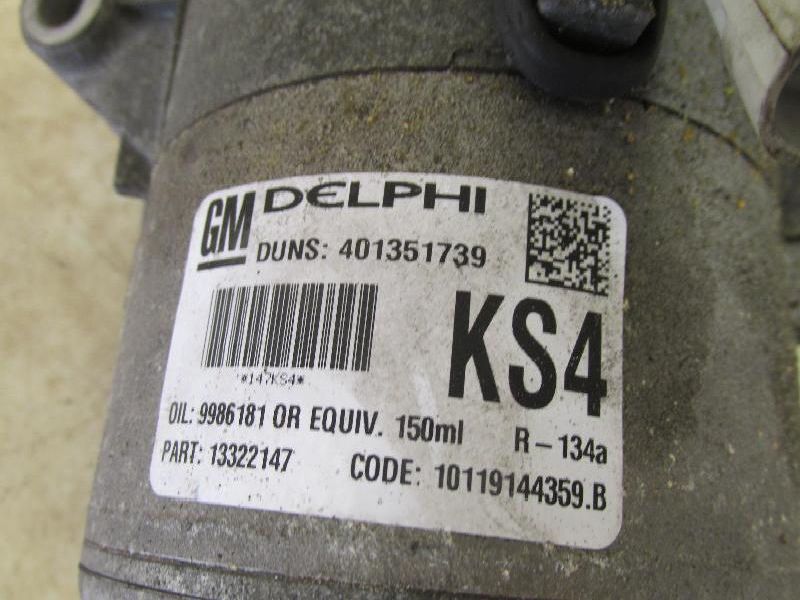 GM DELPHI
DUNS: 401351739
*147KS4*
KS4
OIL: 9986181 OR EQUIV. 150ml R-134a
PART: 13322147 CODE: 10119144359.B